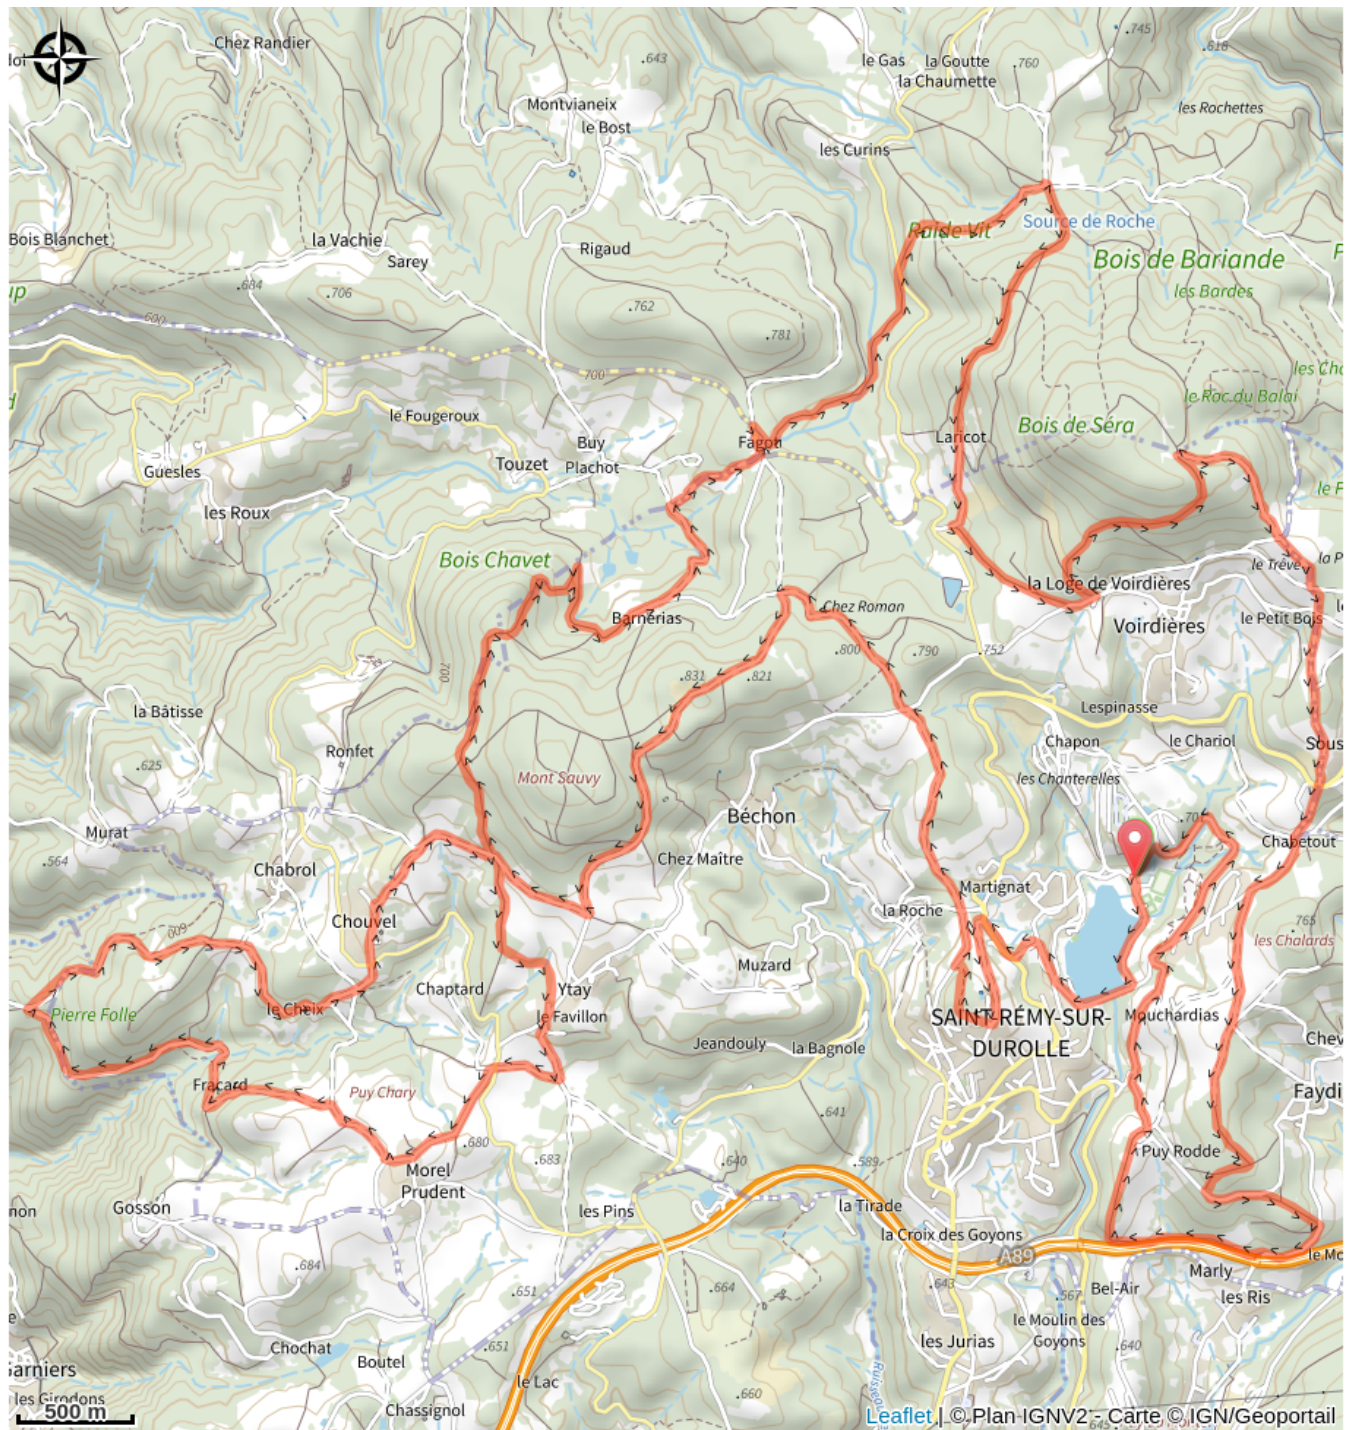 Chez Randier
.643
le Gas
la Goutte
.745
.618
.760
la Chaumette
Montvianeix
le Bost
les Rochettes
les Curins
Bois Blanchet
la Vachie
Sarey
Rigaud
Source de Roche
Bois de Bariande
les Bardes
.684
.706
.762
.781
600
700
le Fougeroux
le Roc du Balai
Bois de Séra
Guesles
les Roux
Buy
Plachot
Touzet
Fagot
Laricot
Bois Chavet
le Trève
la Loge de Voirdières
Barnérias
Chez Roman
Voirdières
le Petit Bois
.800
.790
.752
.831
.821
700
la Bâtisse
Lespinasse
Ronfet
Chapon
le Chariol
.625
Mont Sauvy
les Chanterelles
Béchon
Murat
.564
Chabrol
Chez Maître
Chabetout
Martignat
la Roche
Chouvel
.765
les Chalards
600
Muzard
Chaptard
Ytay
le Favillon
le Cheix
Pierre Folle
SAINT-RÉMY-SUR-
DUROLLE
Mouchardias
Jeandouly
la Bagnole
Fracard
Puy Chary
.641
.680
.683
Puy Rodde
.640
.589
Morel
Prudent
Gosson
les Pins
la Tirade
la Croix des Goyons
A89
.684
.651
.664
.643
.567
Marly
Bel-Air
les Ris
le Moulin des
Goyons
les Jurias
.640
Chochat
Boutel
.651
le Lac
.660
les Girodons
Chassignol
500 m
Leaflet | © Plan IGNV2 - Carte © IGN/Geoportail